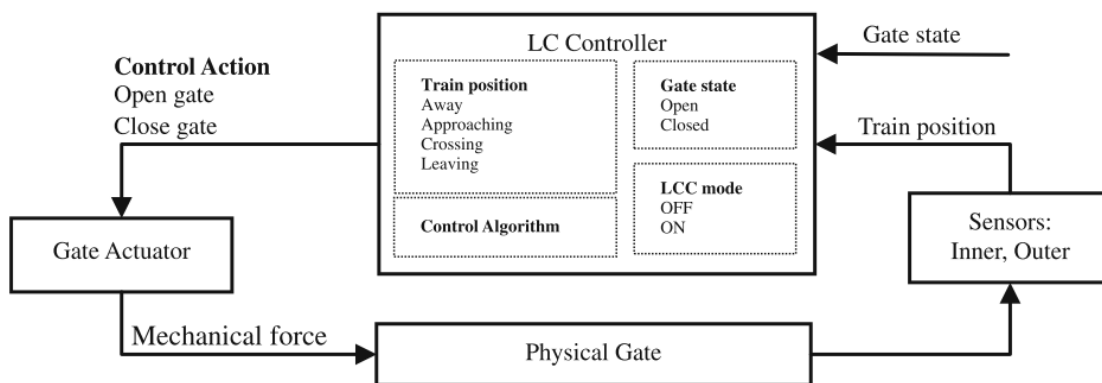 LC Controller
Gate state
Control Action
Open gate
Close gate
Train position
Away
Approaching
Crossing
Leaving
Gate state
Open
Closed
Train position
LCC mode
OFF
ON
Control Algorithm
Gate Actuator
Sensors:
Inner, Outer
Mechanical force
Physical Gate